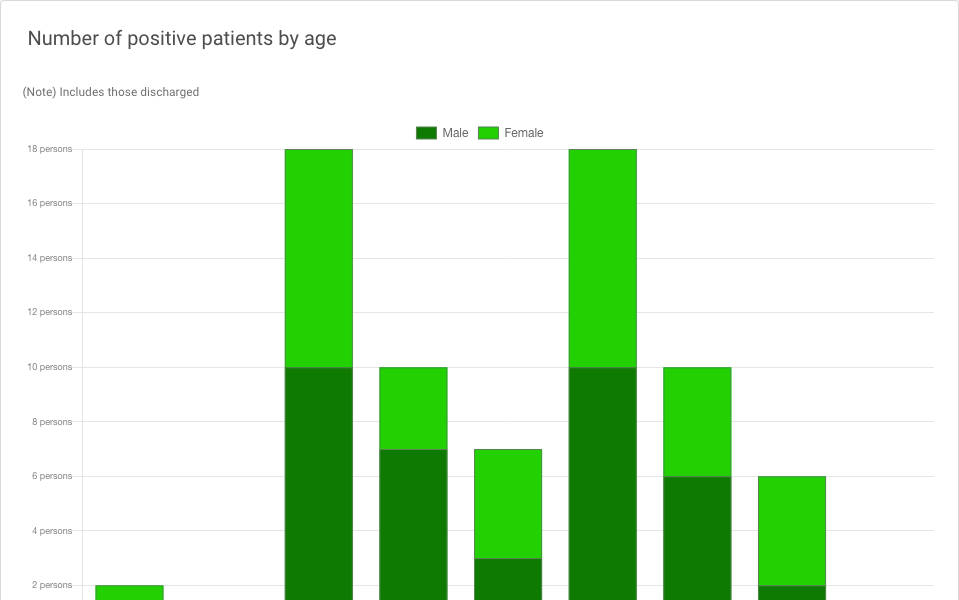 Number of positive patients by age
(Note) Includes those discharged
Male Female
18 persons
16 persons
14 persons
12 persons
10 persons
8 persons
6 persons
4 persons
2 persons